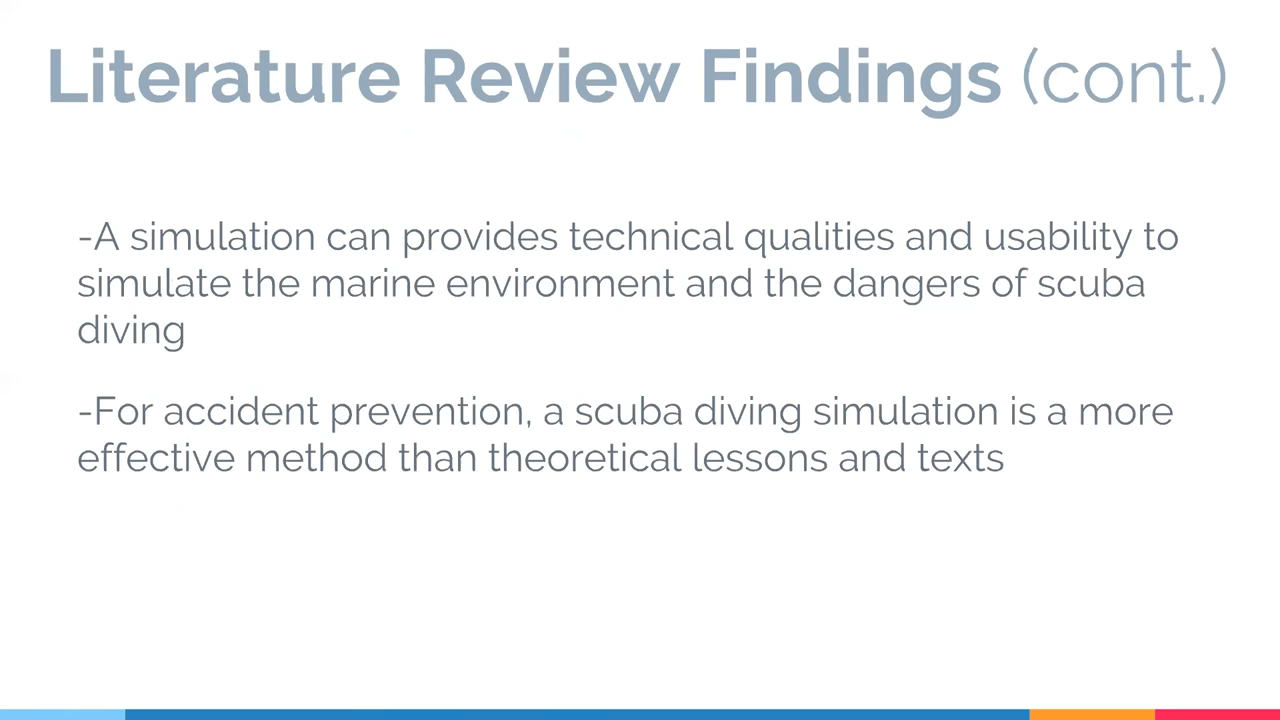 Literature Review Findings (cont.)
-A simulation can provides technical qualities and usability to
simulate the marine environment and the dangers of scuba
diving
-For accident prevention, a scuba diving simulation is a more
effective method than theoretical lessons and texts